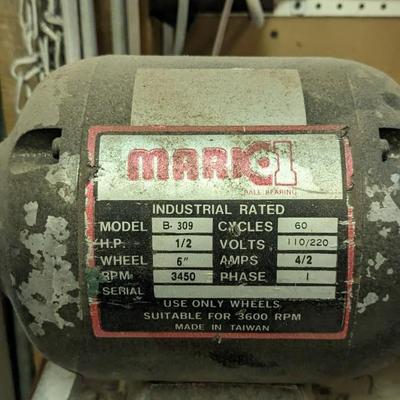 MARK 1
BALL BEARING
INDUSTRIAL RATED
MODEL B-309 CYCLES 60
H.P. 1/2 VOLTS 110/220
WHEEL 6" AMPS 4/2
RPM 3450 PHASE 1
SERIAL
USE ONLY WHEELS
SUITABLE FOR 3600 RPM
MADE IN TAIWAN